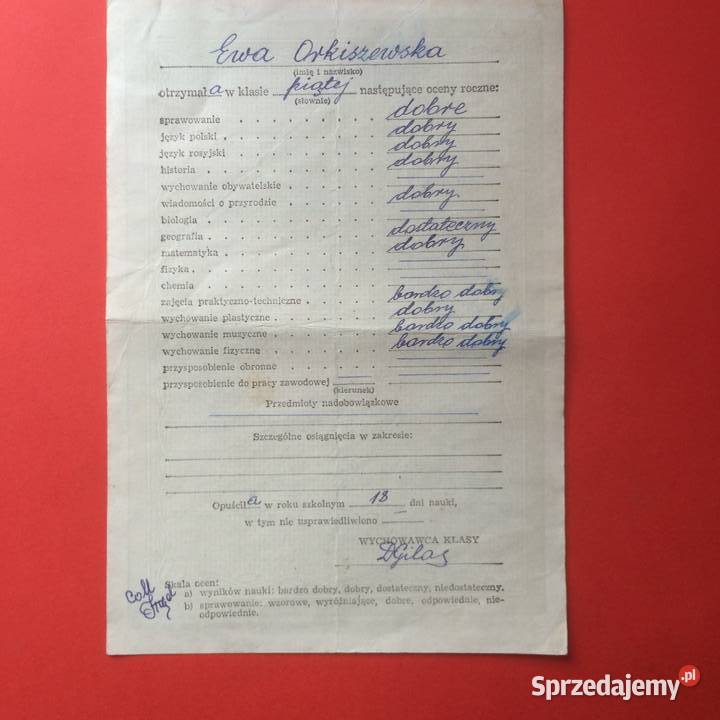 Ewa Orkiszewska
(imię i nazwisko)
otrzymała w klasie piątej następujące oceny roczne:
(słownie)
sprawowanie . . . . . . . . dobre
język polski . . . . . . . . dobry
język rosyjski . . . . . . . . dobry
historia . . . . . . . . dobry
wychowanie obywatelskie . . . . . .
wiadomości o przyrodzie . . . . . . dobry
biologia . . . . . . . .
geografia . . . . . . . . dostateczny
matematyka . . . . . . . . dobry
fizyka . . . . . . . .
chemia
zajęcia praktyczno-techniczne . . . . bardzo dobry
wychowanie plastyczne . . . . . dobry
wychowanie muzyczne . . . . . bardzo dobry
wychowanie fizyczne . . . . . bardzo dobry
przysposobienie obronne . . . . .
przysposobienie do pracy zawodowej
(kierunek)
Przedmioty nadobowiązkowe
Szczególne osiągnięcia w zakresie:
Opuściła w roku szkolnym 18 dni nauki,
w tym nie usprawiedliwiono
WYCHOWAWCA KLASY
Skala ocen:
a) wyników nauki: bardzo dobry, dobry, dostateczny, niedostateczny.
b) sprawowanie: wzorowe, wyróżniające, dobre, odpowiednie, nie-
odpowiednie.
Sprzedajemy.pl